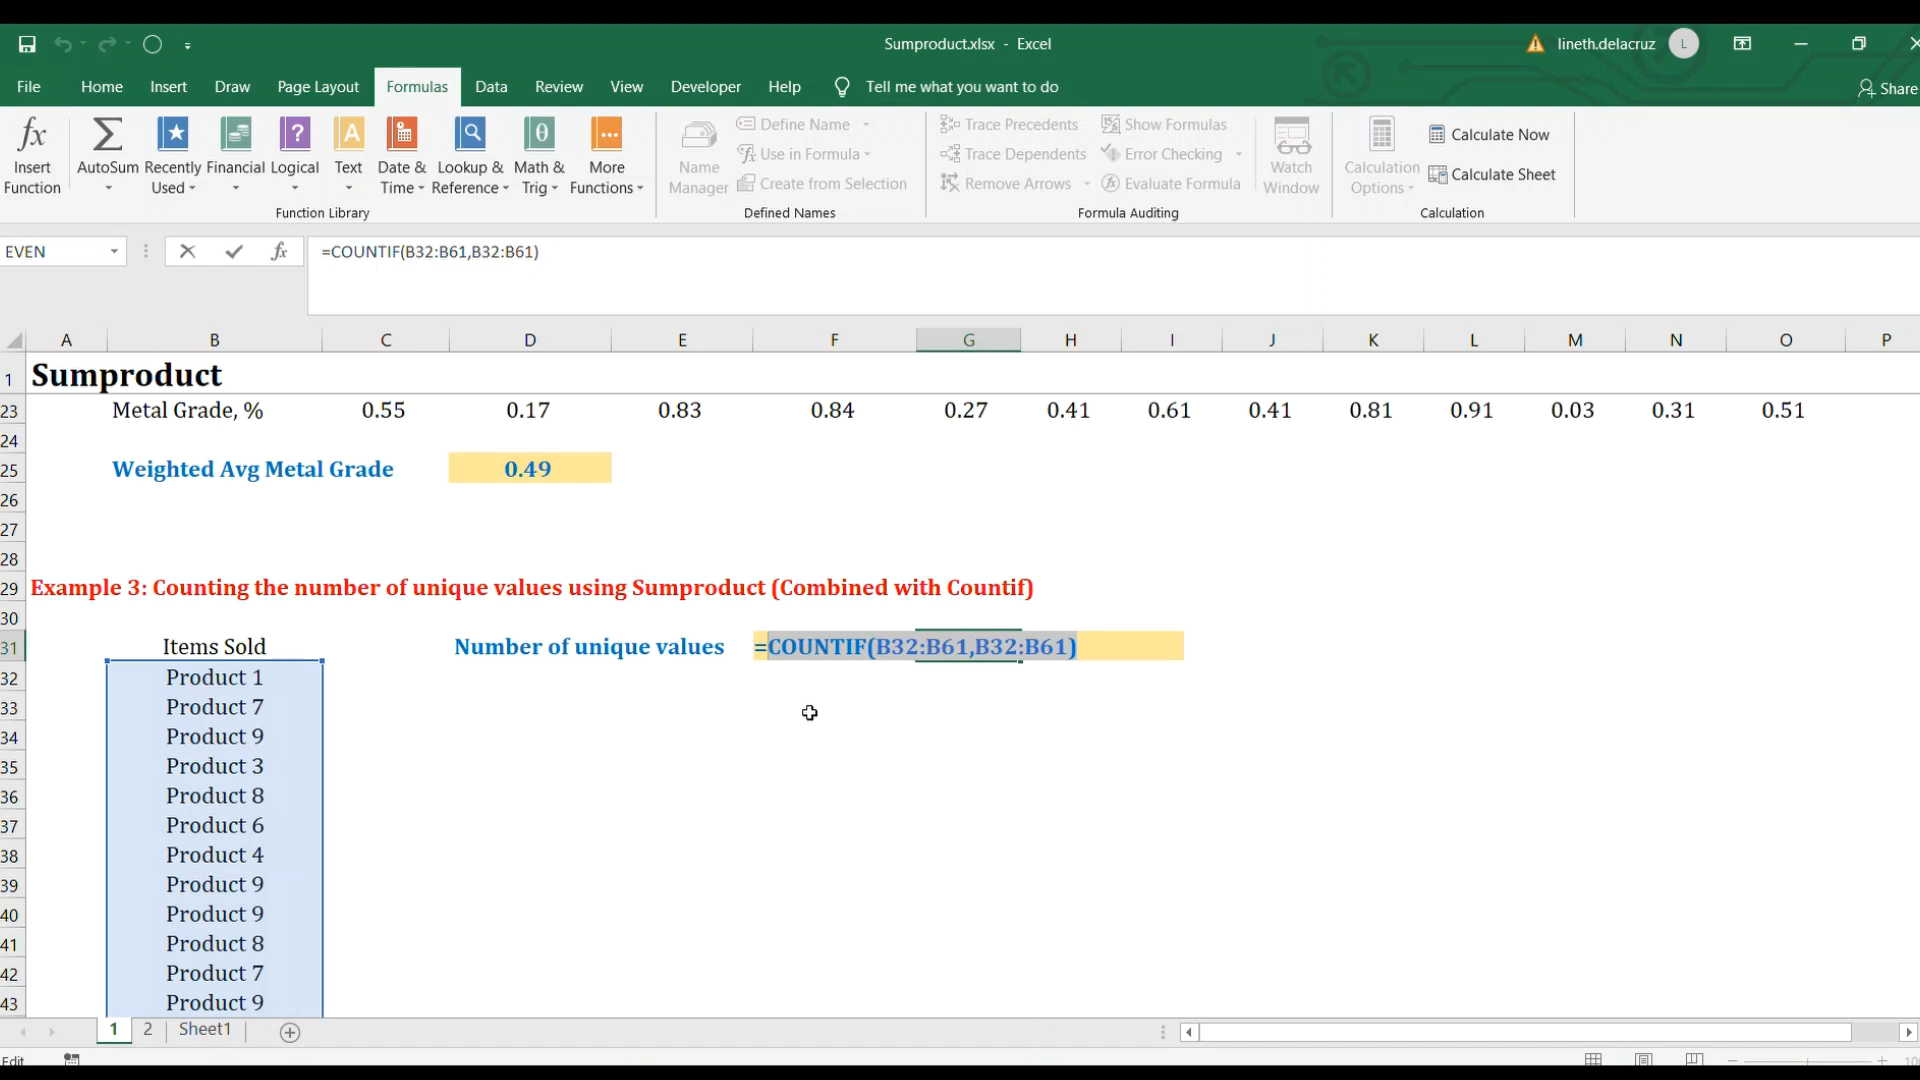 Sumproduct.xlsx - Excel
lineth.delacruz
L
File Home Insert Draw Page Layout Formulas Data Review View Developer Help Tell me what you want to do
Share
Insert Function
AutoSum
Recently Used
Financial
Logical
Text
Date & Time
Lookup & Reference
Math & Trig
More Functions
Function Library
Name Manager
Define Name
Use in Formula
Create from Selection
Defined Names
Trace Precedents
Trace Dependents
Remove Arrows
Show Formulas
Error Checking
Evaluate Formula
Formula Auditing
Watch Window
Calculation Options
Calculate Now
Calculate Sheet
Calculation
EVEN fx =COUNTIF(B32:B61,B32:B61)
A B C D E F G H I J K L M N O P
1 Sumproduct
23 Metal Grade, % 0.55 0.17 0.83 0.84 0.27 0.41 0.61 0.41 0.81 0.91 0.03 0.31 0.51
24
25 Weighted Avg Metal Grade 0.49
26
27
28
29 Example 3: Counting the number of unique values using Sumproduct (Combined with Countif)
30
31 Items Sold Number of unique values =COUNTIF(B32:B61,B32:B61)
32 Product 1
33 Product 7
34 Product 9
35 Product 3
36 Product 8
37 Product 6
38 Product 4
39 Product 9
40 Product 9
41 Product 8
42 Product 7
43 Product 9
1 2 Sheet1
Edit